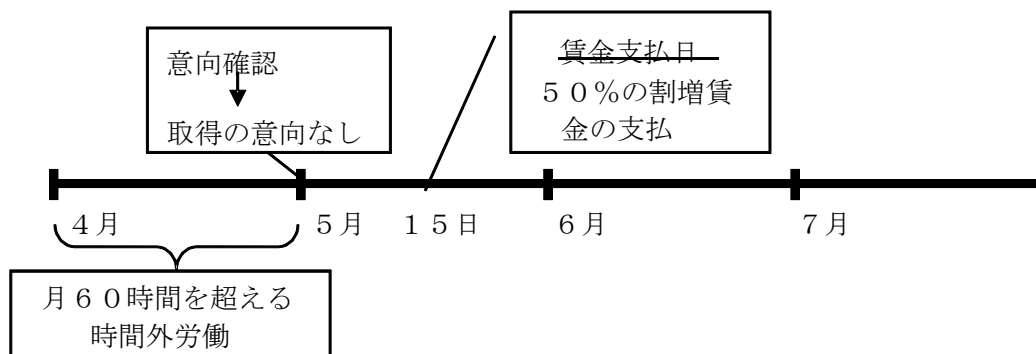 意向確認
取得の意向なし
賃金支払日
５０％の割増賃
金の支払
４月
５月
１５日
６月
７月
月６０時間を超える
時間外労働